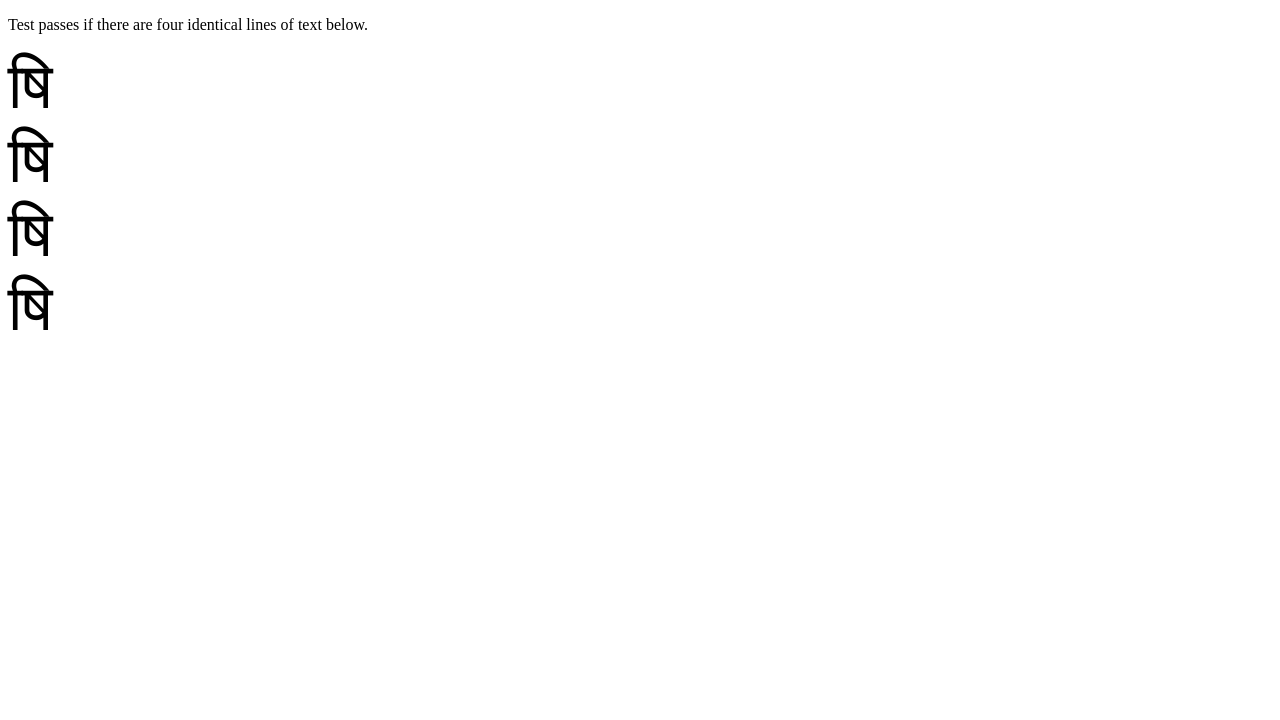 Test passes if there are four identical lines of text below.
षि
षि
षि
षि